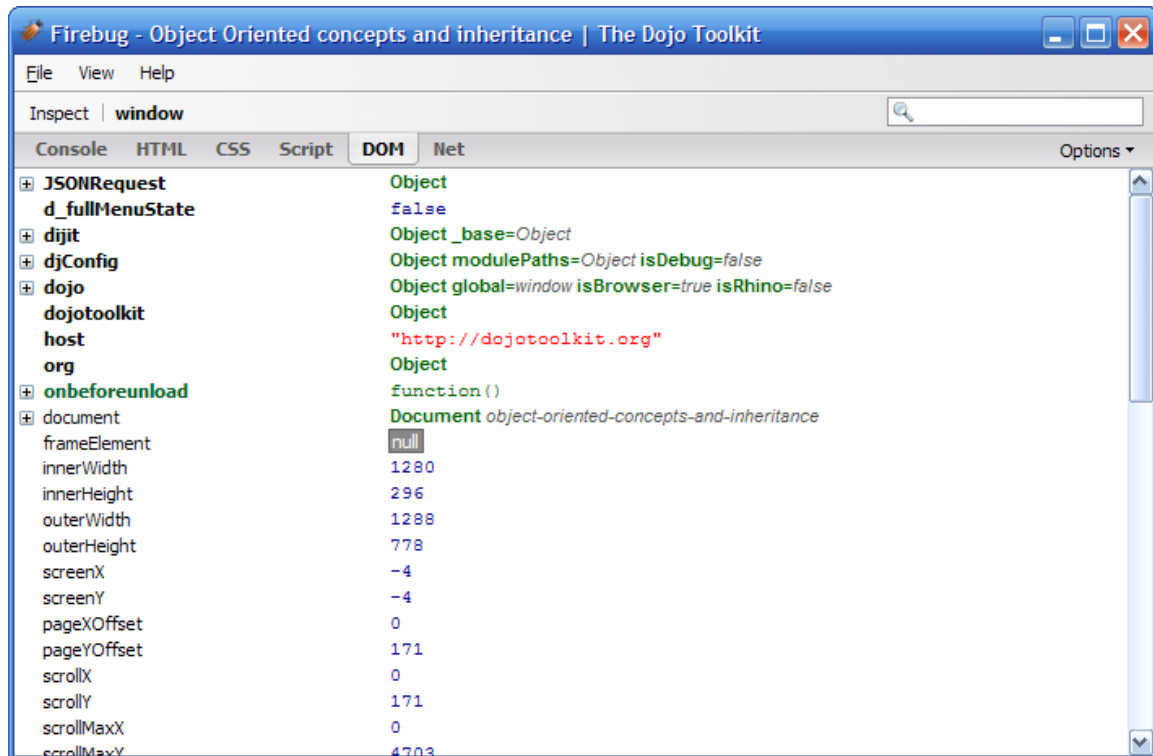 Firebug - Object Oriented concepts and inheritance | The Dojo Toolkit
File View Help
Inspect | window
Console HTML CSS Script DOM Net Options
JSONRequest Object
d_fullMenuState false
dijit Object _base=Object
djConfig Object modulePaths=Object isDebug=false
dojo Object global=window isBrowser=true isRhino=false
dojotoolkit Object
host "http://dojotoolkit.org"
org Object
onbeforeunload function()
document Document object-oriented-concepts-and-inheritance
frameElement null
innerWidth 1280
innerHeight 296
outerWidth 1288
outerHeight 778
screenX -4
screenY -4
pageXOffset 0
pageYOffset 171
scrollX 0
scrollY 171
scrollMaxX 0
scrollMaxY 4703